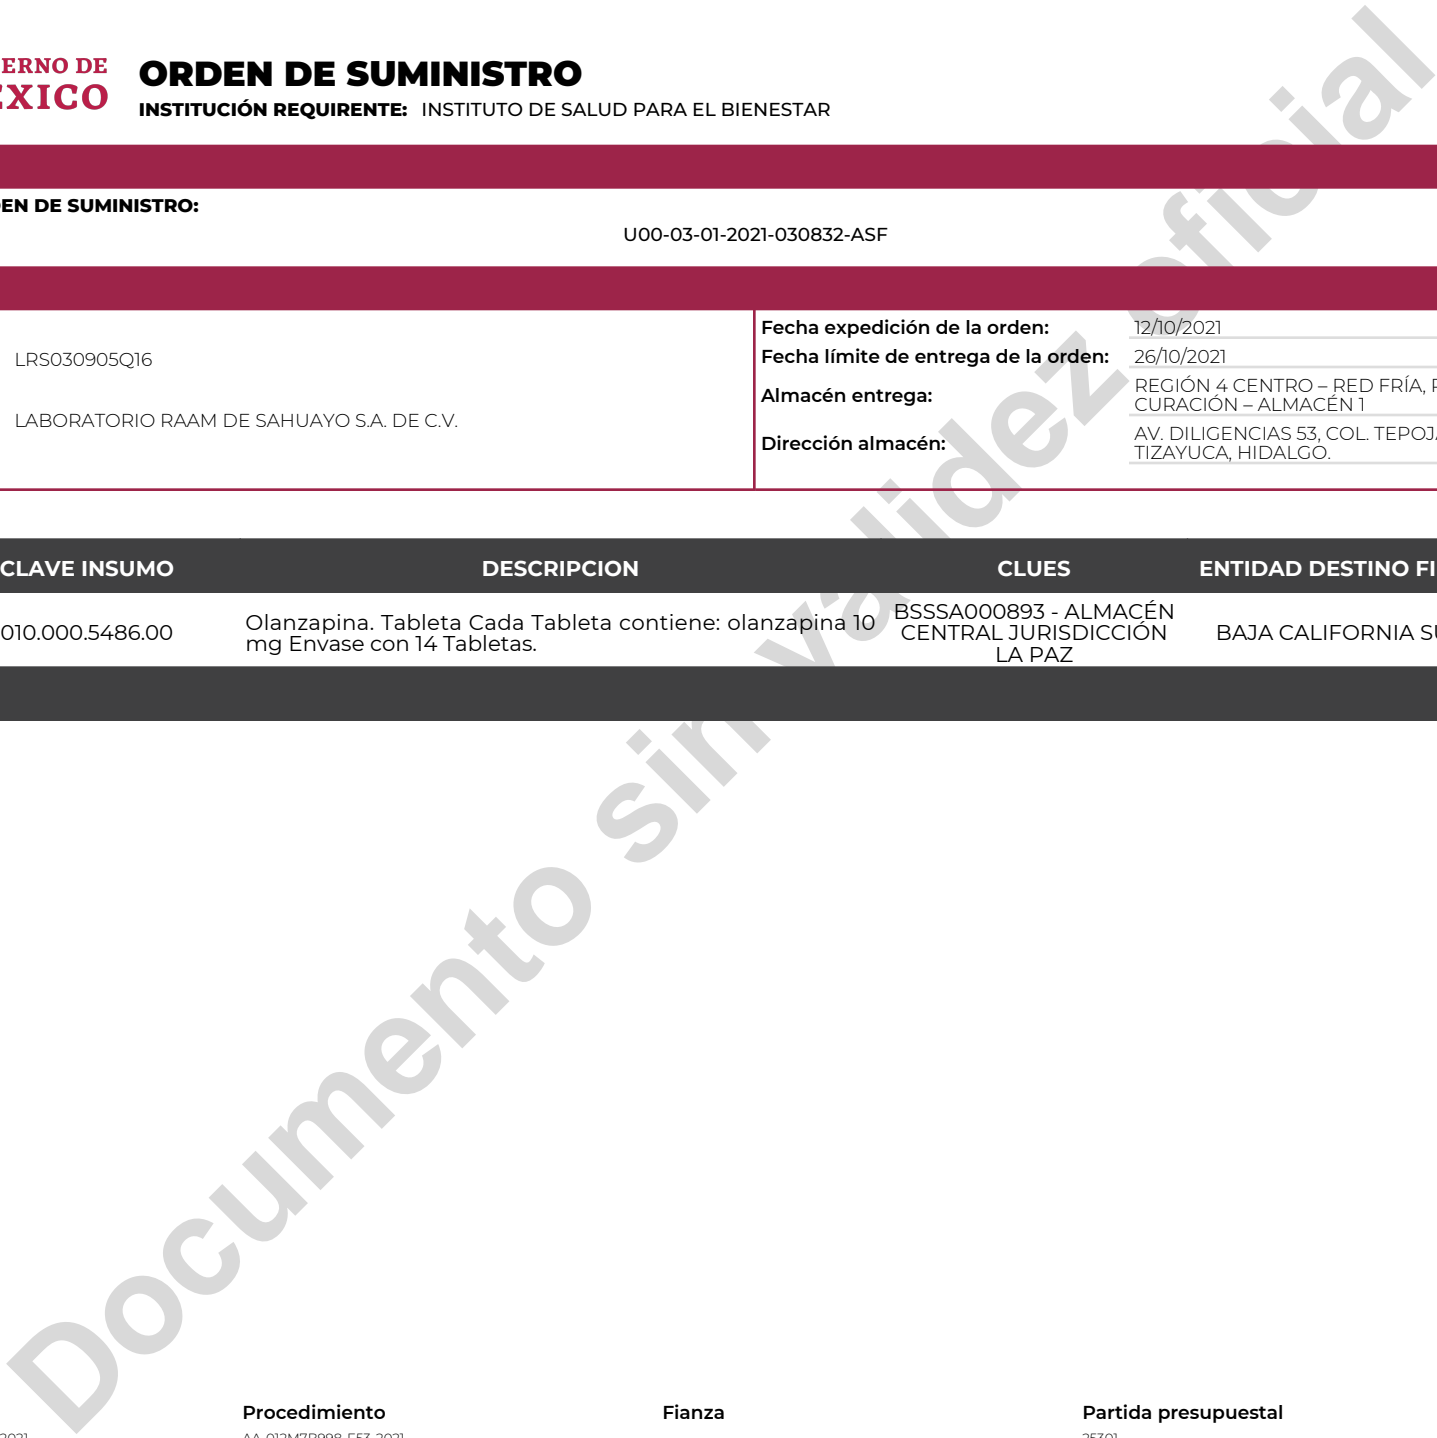 ERNO DE
ORDEN DE SUMINISTRO
INSTITUCIÓN REQUIRENTE: INSTITUTO DE SALUD PARA EL BIENESTAR
EN DE SUMINISTRO:
U00-03-01-2021-030832-ASF
LRS030905Q16
LABORATORIO RAAM DE SAHUAYO S.A. DE C.V.
Fecha expedición de la orden: 12/10/2021
Fecha límite de entrega de la orden: 26/10/2021
Almacén entrega: REGIÓN 4 CENTRO – RED FRÍA,
CURACIÓN – ALMACÉN 1
Dirección almacén: AV. DILIGENCIAS 53, COL. TEPOJ
TIZAYUCA, HIDALGO.
CLAVE INSUMO DESCRIPCION CLUES ENTIDAD DESTINO FI
010.000.5486.00
Olanzapina. Tableta Cada Tableta contiene: olanzapina 10
mg Envase con 14 Tabletas.
BSSSA000893 - ALMACÉN
CENTRAL JURISDICCIÓN
LA PAZ
BAJA CALIFORNIA S
Procedimiento Fianza Partida presupuestal
Documento sin validez oficial